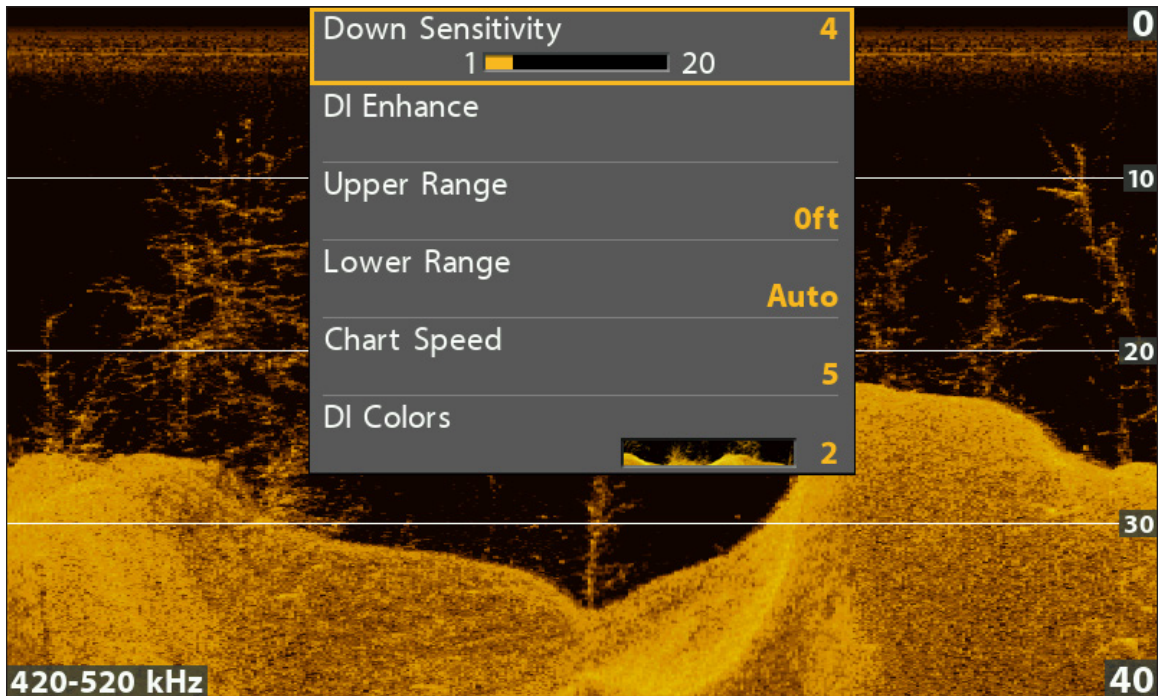 Down Sensitivity 4
1 20
DI Enhance
Upper Range
0ft
Lower Range
Auto
Chart Speed
5
DI Colors
2
0
10
20
30
40
420-520 kHz